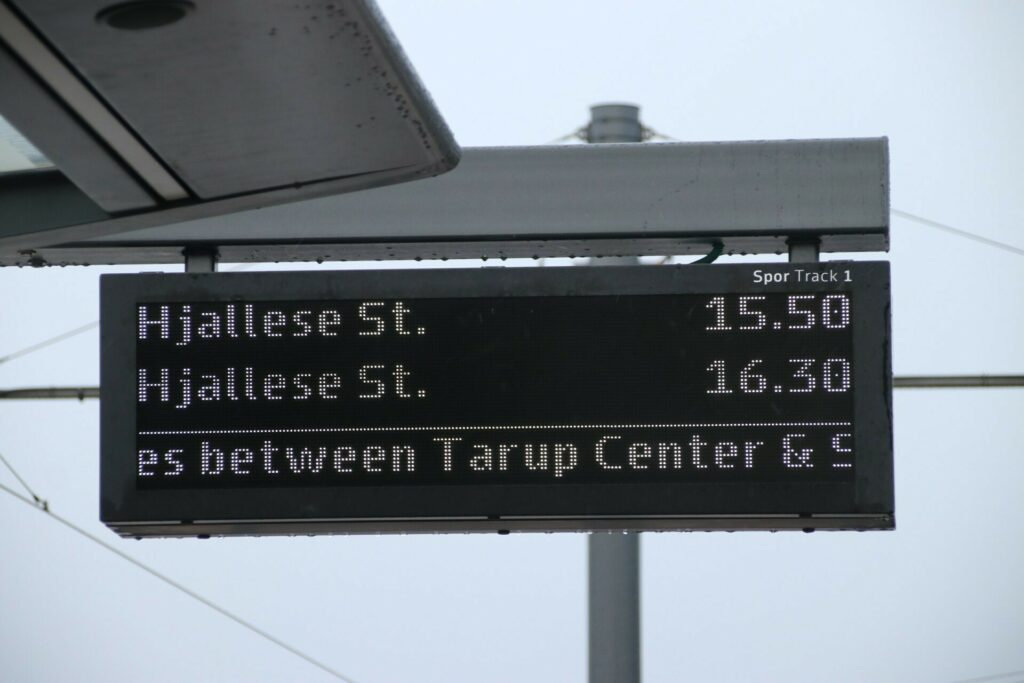 Spor Track 1
Hjallese St. 15.50
Hjallese St. 16.30
es between Tarup Center & S